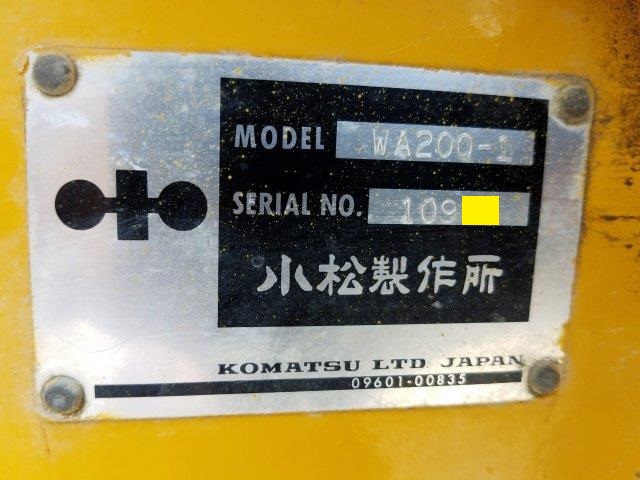 MODEL WA200-1
SERIAL NO. 109
小松製作所
KOMATSU LTD JAPAN
09601-00835